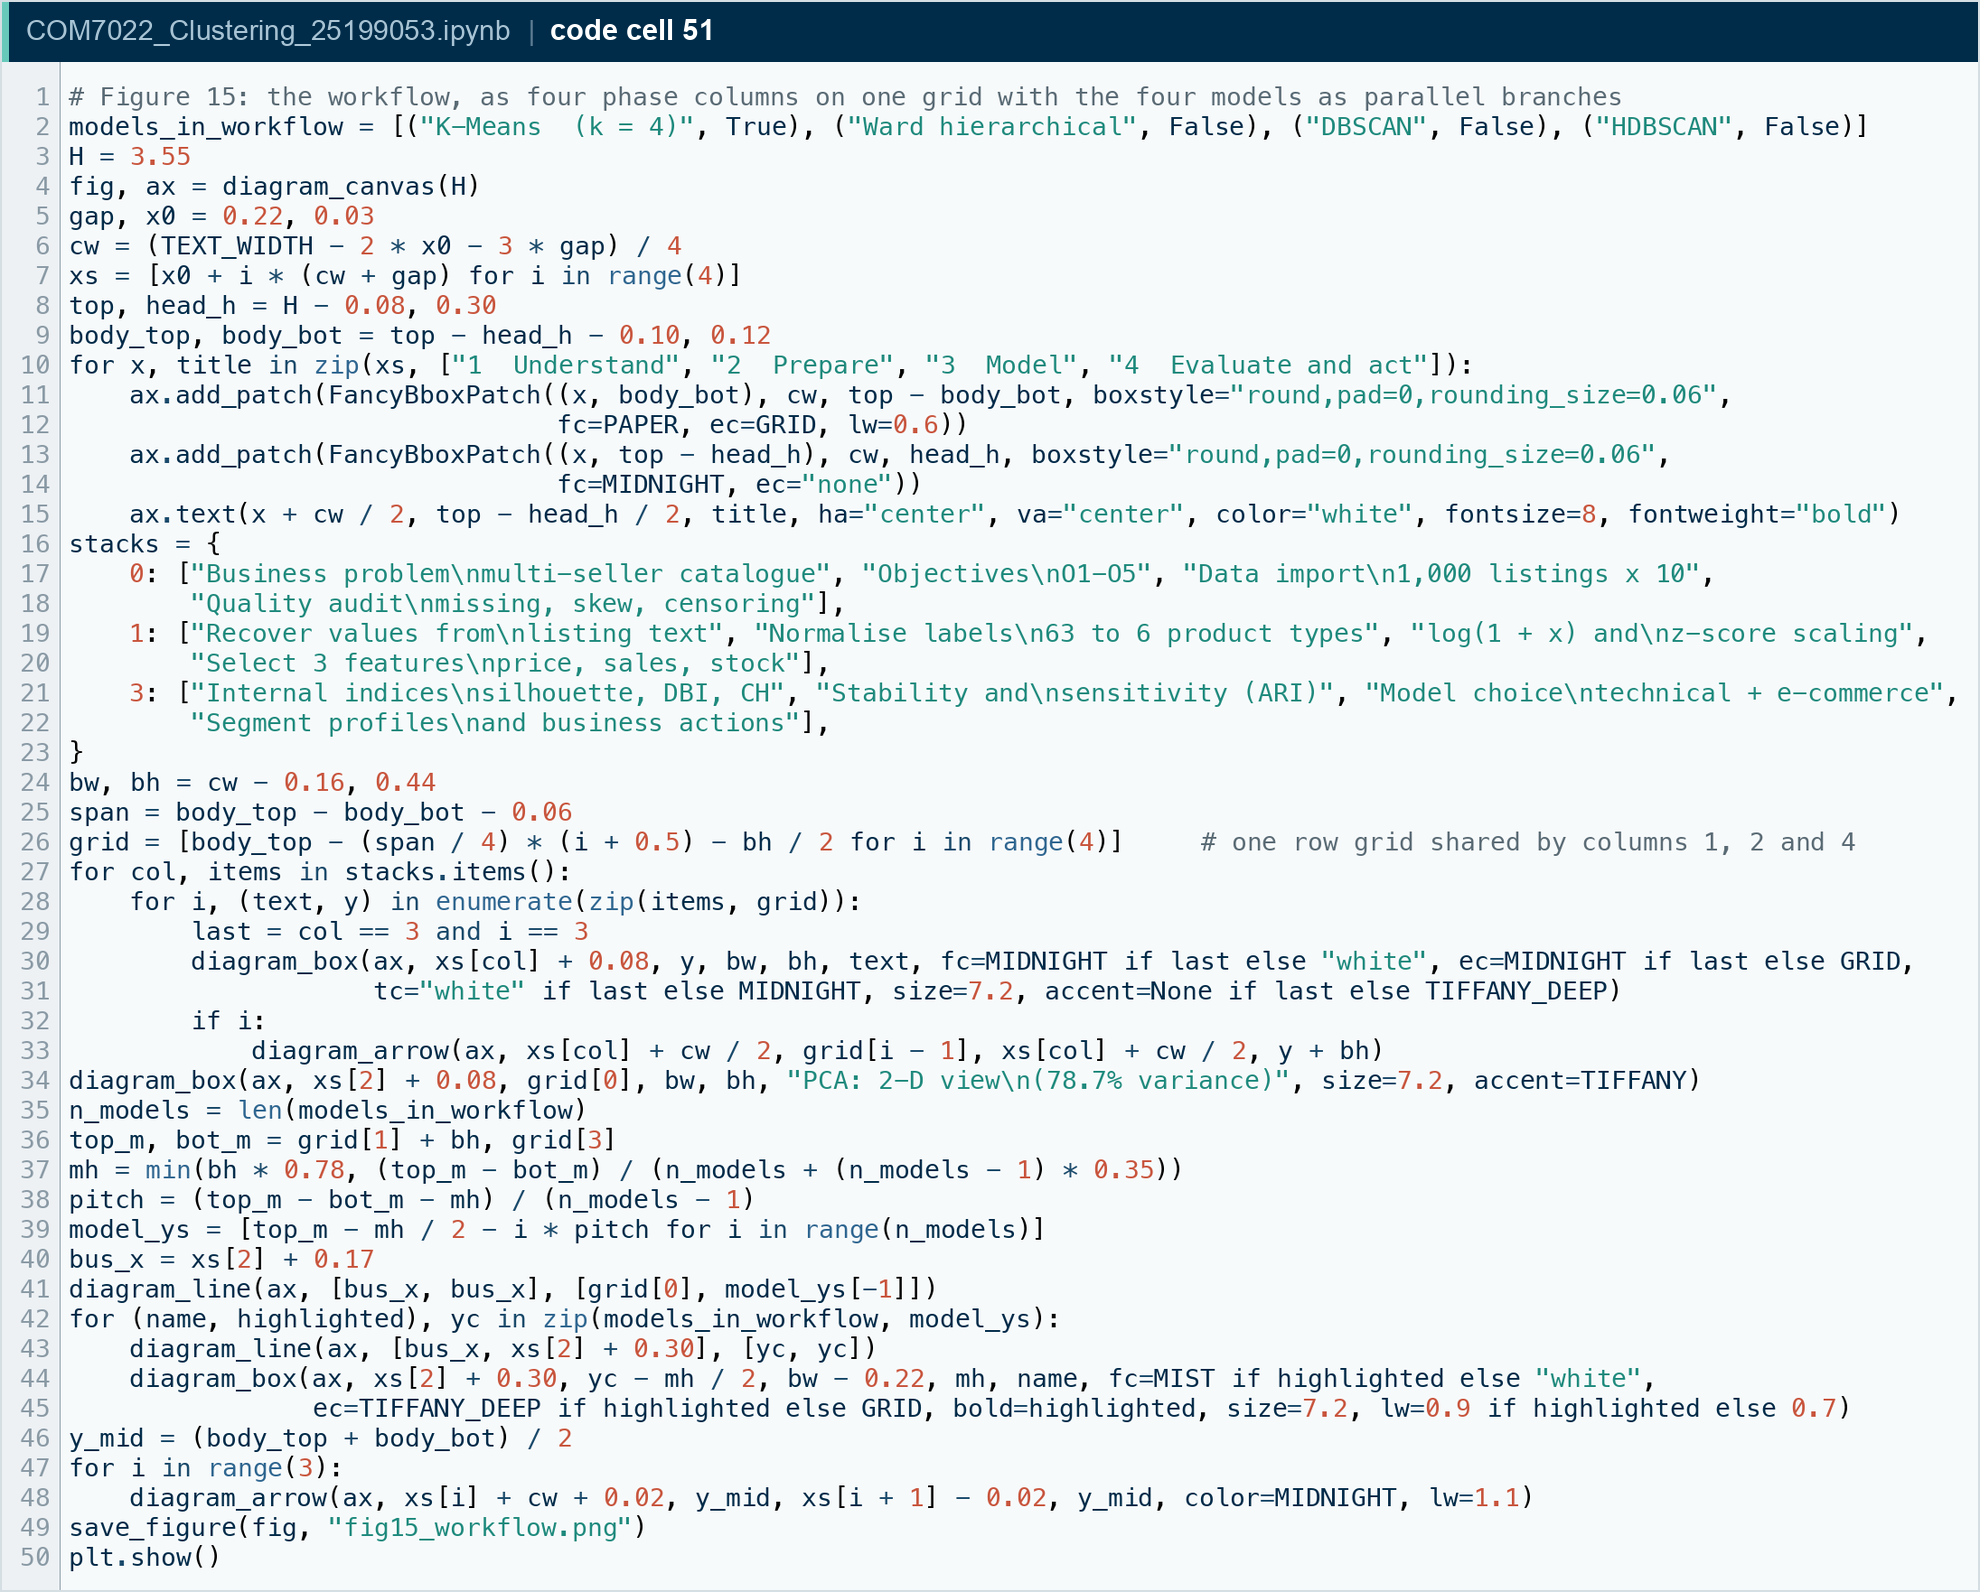 COM7022_Clustering_25199053.ipynb | code cell 51
1 # Figure 15: the workflow, as four phase columns on one grid with the four models as parallel branches
2 models_in_workflow = [("K−Means  (k = 4)", True), ("Ward hierarchical", False), ("DBSCAN", False), ("HDBSCAN", False)]
3 H = 3.55
4 fig, ax = diagram_canvas(H)
5 gap, x0 = 0.22, 0.03
6 cw = (TEXT_WIDTH − 2 * x0 − 3 * gap) / 4
7 xs = [x0 + i * (cw + gap) for i in range(4)]
8 top, head_h = H − 0.08, 0.30
9 body_top, body_bot = top − head_h − 0.10, 0.12
10 for x, title in zip(xs, ["1  Understand", "2  Prepare", "3  Model", "4  Evaluate and act"]):
11     ax.add_patch(FancyBboxPatch((x, body_bot), cw, top − body_bot, boxstyle="round,pad=0,rounding_size=0.06",
12                                 fc=PAPER, ec=GRID, lw=0.6))
13     ax.add_patch(FancyBboxPatch((x, top − head_h), cw, head_h, boxstyle="round,pad=0,rounding_size=0.06",
14                                 fc=MIDNIGHT, ec="none"))
15     ax.text(x + cw / 2, top − head_h / 2, title, ha="center", va="center", color="white", fontsize=8, fontweight="bold")
16 stacks = {
17     0: ["Business problem\nmulti−seller catalogue", "Objectives\nO1−O5", "Data import\n1,000 listings x 10",
18         "Quality audit\nmissing, skew, censoring"],
19     1: ["Recover values from\nlisting text", "Normalise labels\n63 to 6 product types", "log(1 + x) and\nz−score scaling",
20         "Select 3 features\nprice, sales, stock"],
21     3: ["Internal indices\nsilhouette, DBI, CH", "Stability and\nsensitivity (ARI)", "Model choice\ntechnical + e−commerce",
22         "Segment profiles\nand business actions"],
23 }
24 bw, bh = cw − 0.16, 0.44
25 span = body_top − body_bot − 0.06
26 grid = [body_top − (span / 4) * (i + 0.5) − bh / 2 for i in range(4)]     # one row grid shared by columns 1, 2 and 4
27 for col, items in stacks.items():
28     for i, (text, y) in enumerate(zip(items, grid)):
29         last = col == 3 and i == 3
30         diagram_box(ax, xs[col] + 0.08, y, bw, bh, text, fc=MIDNIGHT if last else "white", ec=MIDNIGHT if last else GRID,
31                     tc="white" if last else MIDNIGHT, size=7.2, accent=None if last else TIFFANY_DEEP)
32         if i:
33             diagram_arrow(ax, xs[col] + cw / 2, grid[i − 1], xs[col] + cw / 2, y + bh)
34 diagram_box(ax, xs[2] + 0.08, grid[0], bw, bh, "PCA: 2−D view\n(78.7% variance)", size=7.2, accent=TIFFANY)
35 n_models = len(models_in_workflow)
36 top_m, bot_m = grid[1] + bh, grid[3]
37 mh = min(bh * 0.78, (top_m − bot_m) / (n_models + (n_models − 1) * 0.35))
38 pitch = (top_m − bot_m − mh) / (n_models − 1)
39 model_ys = [top_m − mh / 2 − i * pitch for i in range(n_models)]
40 bus_x = xs[2] + 0.17
41 diagram_line(ax, [bus_x, bus_x], [grid[0], model_ys[−1]])
42 for (name, highlighted), yc in zip(models_in_workflow, model_ys):
43     diagram_line(ax, [bus_x, xs[2] + 0.30], [yc, yc])
44     diagram_box(ax, xs[2] + 0.30, yc − mh / 2, bw − 0.22, mh, name, fc=MIST if highlighted else "white",
45                 ec=TIFFANY_DEEP if highlighted else GRID, bold=highlighted, size=7.2, lw=0.9 if highlighted else 0.7)
46 y_mid = (body_top + body_bot) / 2
47 for i in range(3):
48     diagram_arrow(ax, xs[i] + cw + 0.02, y_mid, xs[i + 1] − 0.02, y_mid, color=MIDNIGHT, lw=1.1)
49 save_figure(fig, "fig15_workflow.png")
50 plt.show()